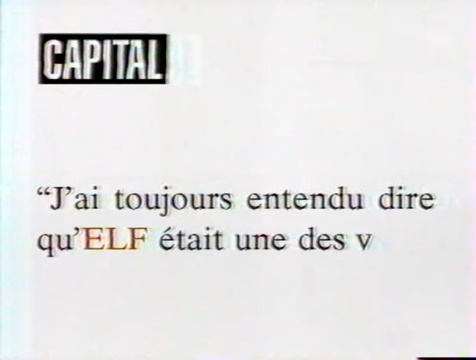 CAPITAL
“J'ai toujours entendu dire
qu'ELF était une des v